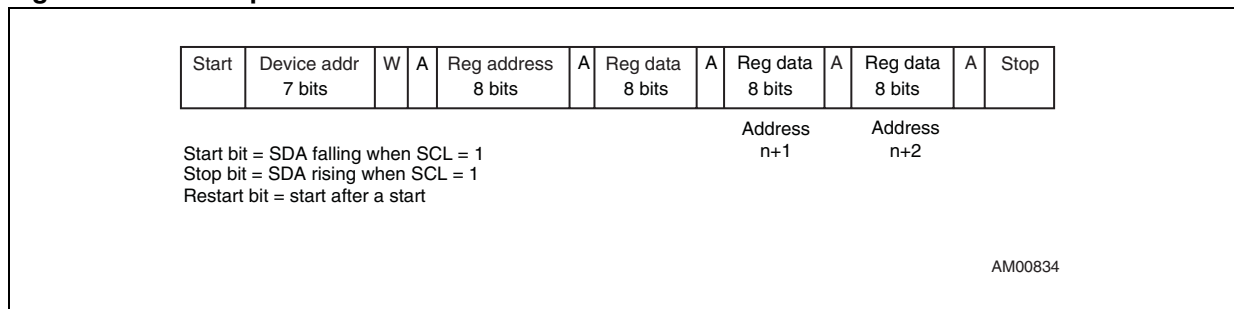 Start Device addr W A Reg address A Reg data A Reg data A Reg data A Stop
7 bits 8 bits 8 bits 8 bits 8 bits
Address Address
n+1 n+2
Start bit = SDA falling when SCL = 1
Stop bit = SDA rising when SCL = 1
Restart bit = start after a start
AM00834